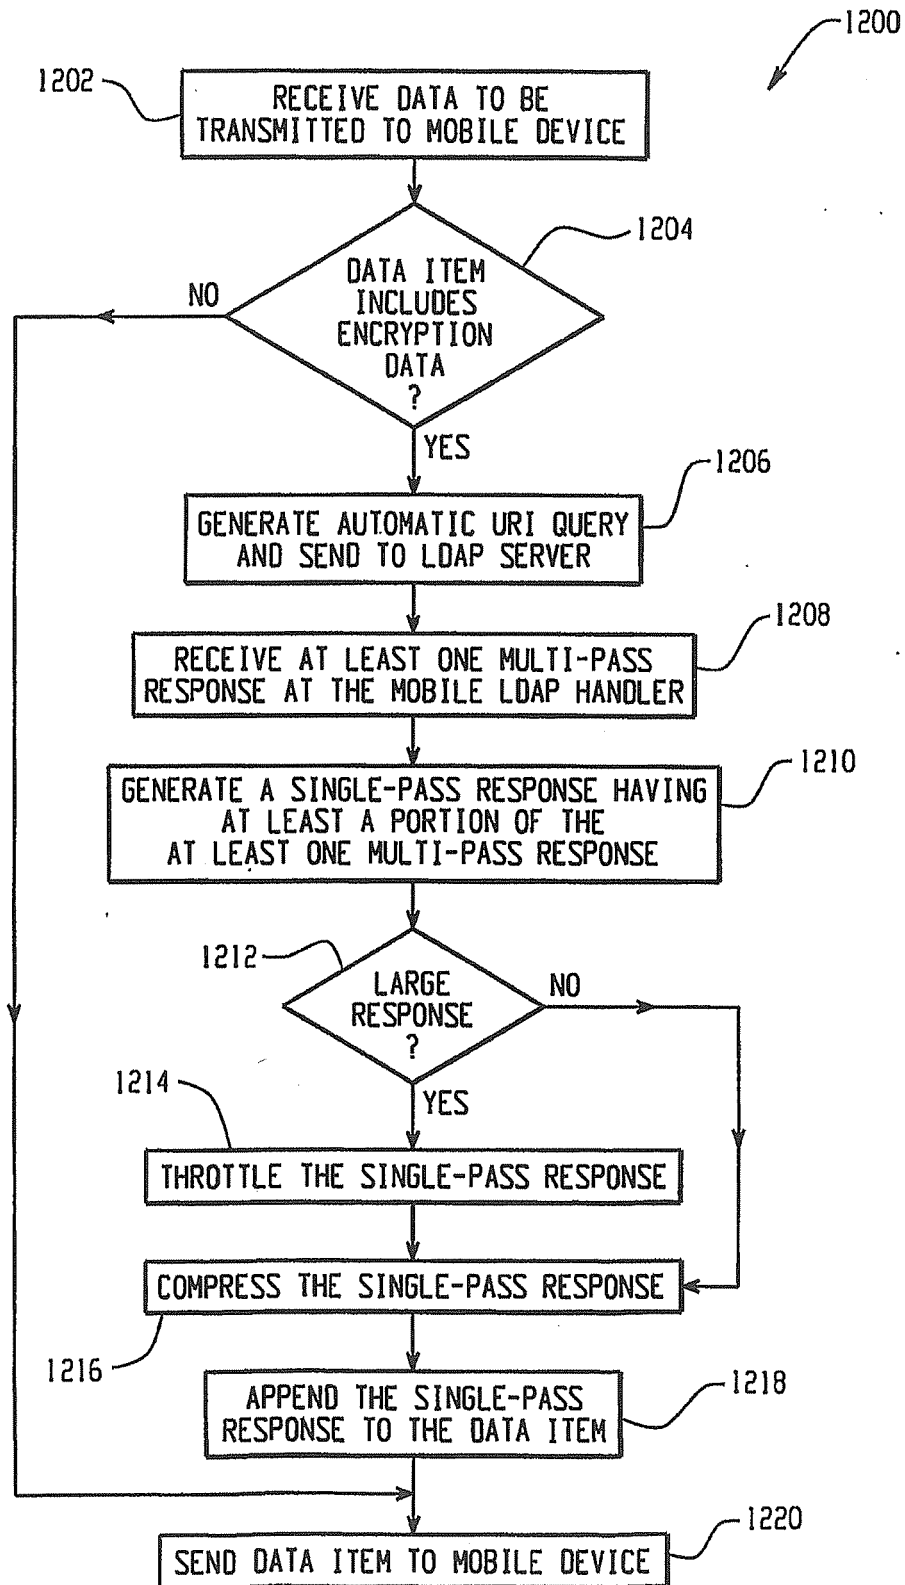 1200
1202
RECEIVE DATA TO BE
TRANSMITTED TO MOBILE DEVICE
1204
DATA ITEM
INCLUDES
ENCRYPTION
DATA
?
NO
YES
1206
GENERATE AUTOMATIC URI QUERY
AND SEND TO LDAP SERVER
1208
RECEIVE AT LEAST ONE MULTI-PASS
RESPONSE AT THE MOBILE LDAP HANDLER
1210
GENERATE A SINGLE-PASS RESPONSE HAVING
AT LEAST A PORTION OF THE
AT LEAST ONE MULTI-PASS RESPONSE
1212
LARGE
RESPONSE
?
NO
YES
1214
THROTTLE THE SINGLE-PASS RESPONSE
COMPRESS THE SINGLE-PASS RESPONSE
1216
1218
APPEND THE SINGLE-PASS
RESPONSE TO THE DATA ITEM
1220
SEND DATA ITEM TO MOBILE DEVICE